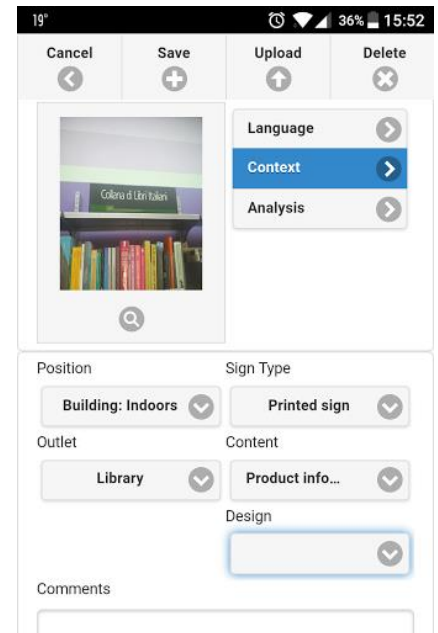 19° 36% 15:52
Cancel Save Upload Delete
Language
Context
Analysis
Collana di Libri Italiani
Position Sign Type
Building: Indoors Printed sign
Outlet Content
Library Product info...
Design
Comments